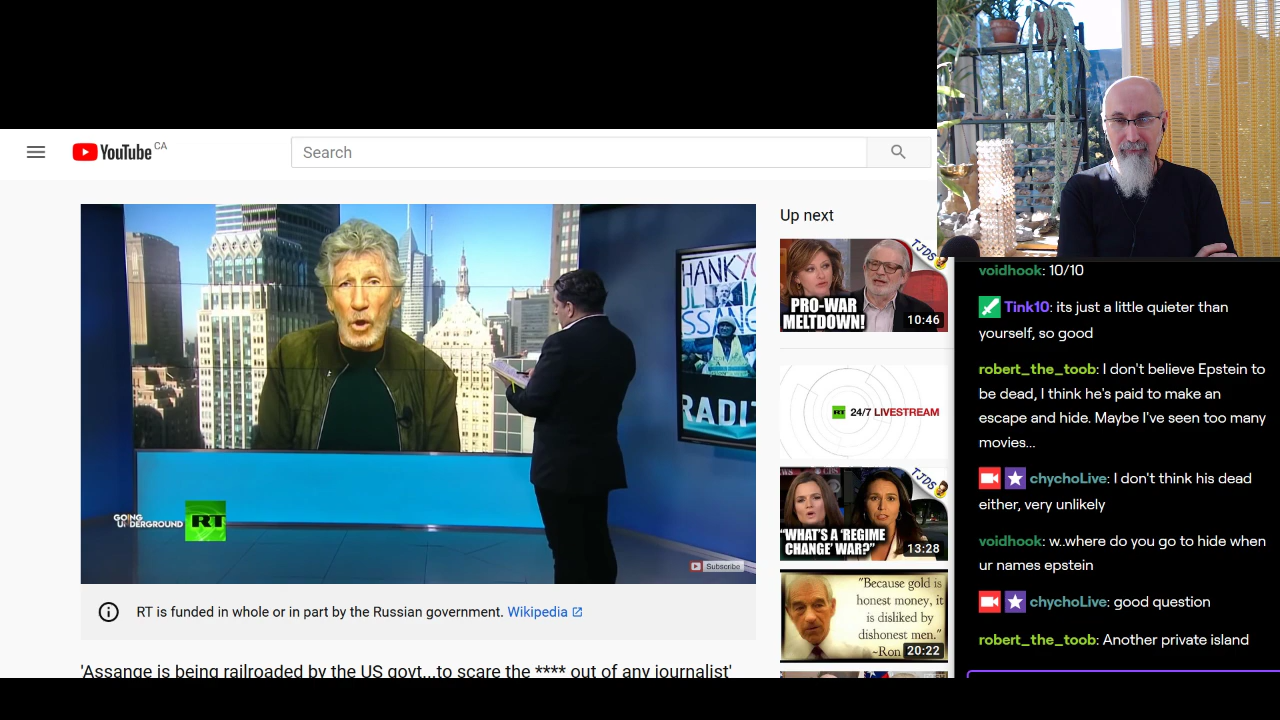 YouTube CA
Search
HANKYO
UL
IA
SSANG
RADIT
GOING
UNDERGROUND
RT
Subscribe
RT is funded in whole or in part by the Russian government. Wikipedia
'Assange is being railroaded by the US govt...to scare the **** out of any journalist'
Up next
TJDS
PRO-WAR
MELTDOWN!
10:46
RT 24/7 LIVESTREAM
TJDS
"WHAT'S A 'REGIME
CHANGE' WAR?"
13:28
"Because gold is
honest money, it
is disliked by
dishonest men."
~Ron
20:22
voidhook: 10/10
Tink10: its just a little quieter than
yourself, so good
robert_the_toob: I don't believe Epstein to
be dead, I think he's paid to make an
escape and hide. Maybe I've seen too many
movies...
chychoLive: I don't think his dead
either, very unlikely
voidhook: w..where do you go to hide when
ur names epstein
chychoLive: good question
robert_the_toob: Another private island